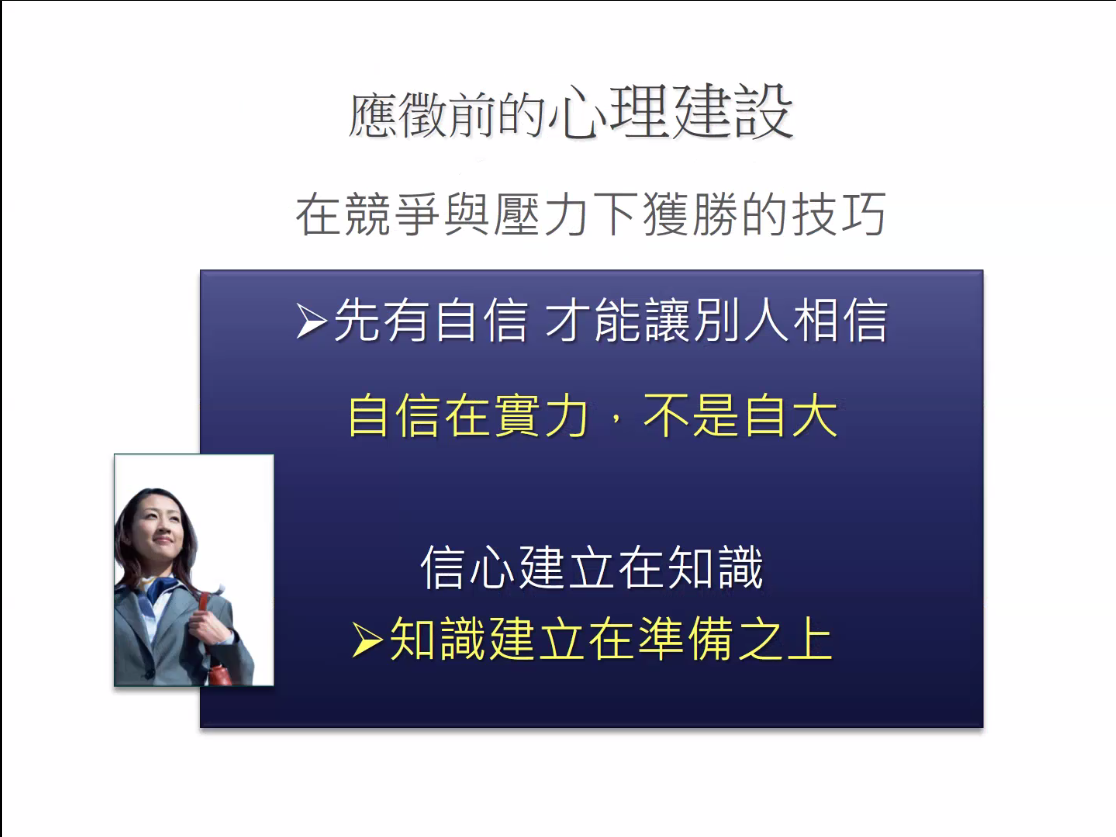 應徵前的心理建設
在競爭與壓力下獲勝的技巧
➢先有自信 才能讓別人相信
自信在實力，不是自大
信心建立在知識
➢知識建立在準備之上